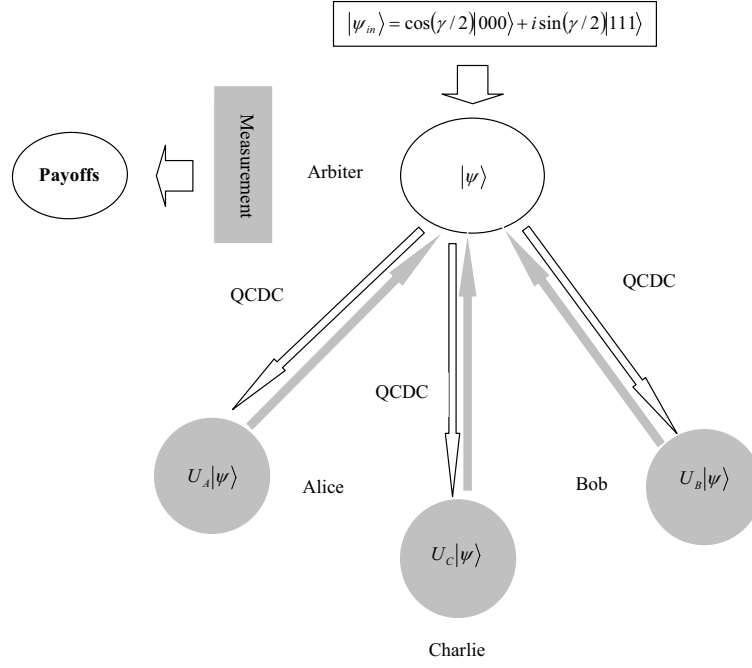 |ψ_in⟩ = cos(γ/2)|000⟩ + i sin(γ/2)|111⟩
Measurement
Payoffs
Arbiter
|ψ⟩
QCDC
QCDC
QCDC
U_A|ψ⟩
Alice
Bob
U_B|ψ⟩
U_C|ψ⟩
Charlie